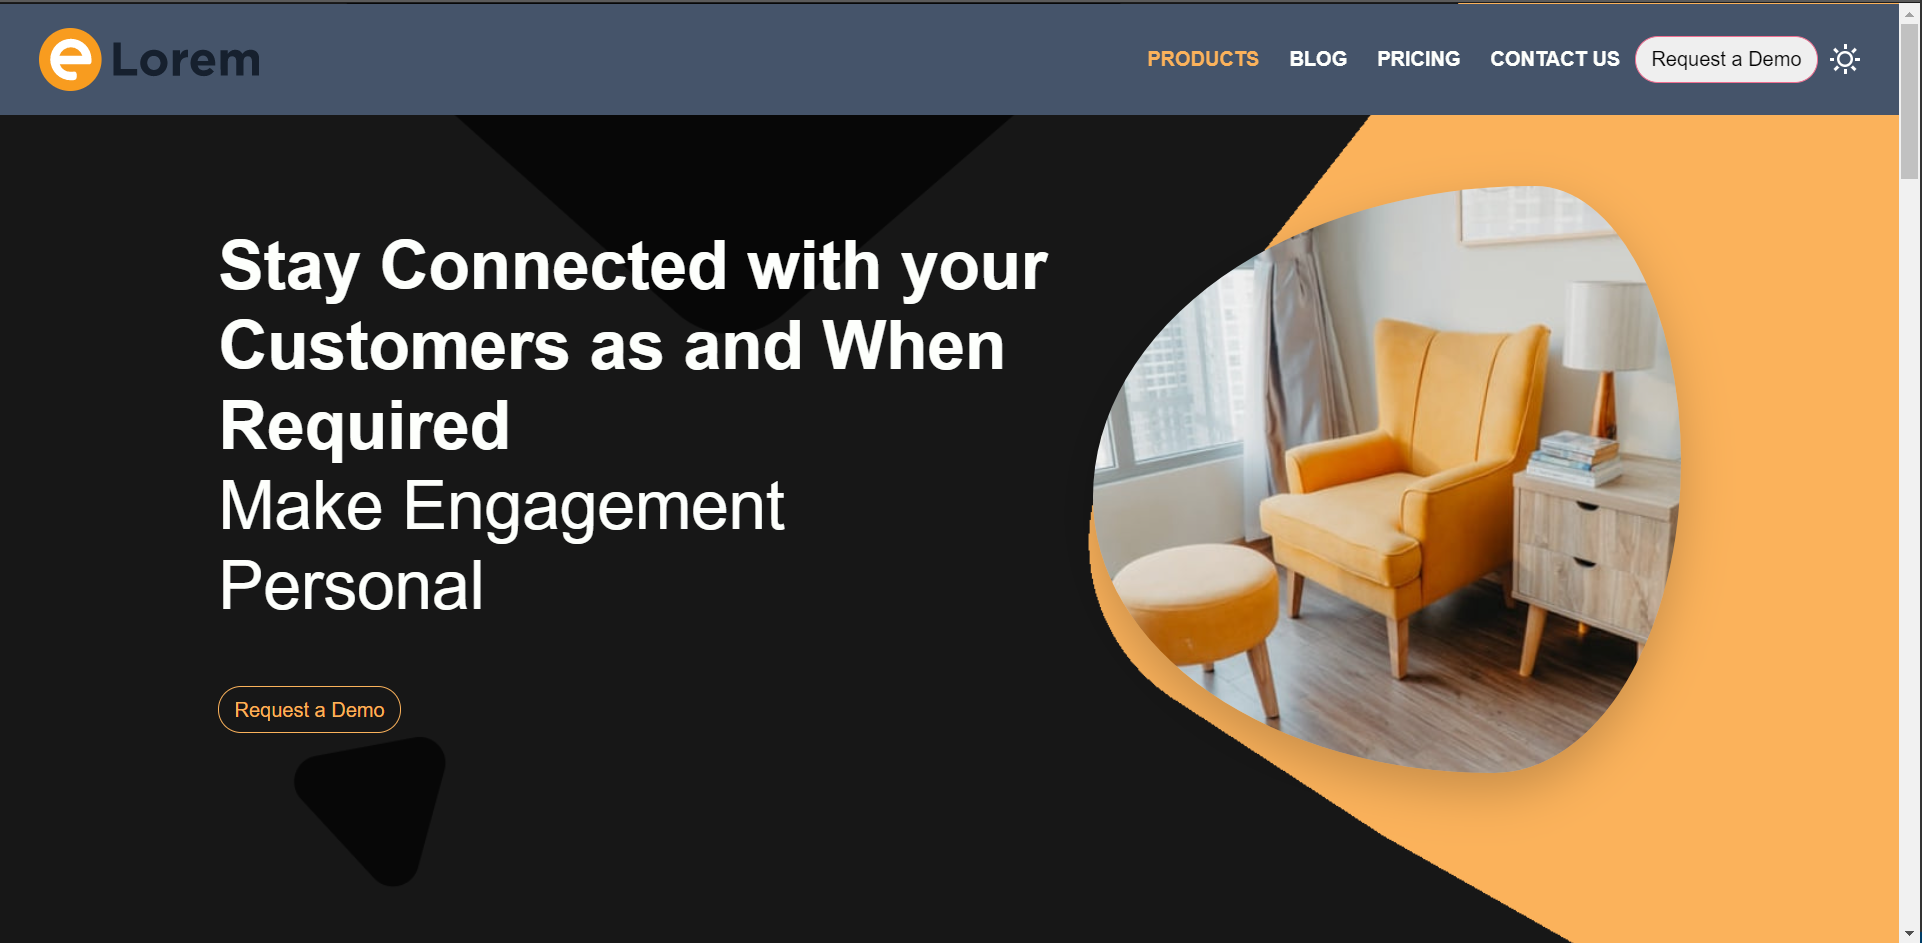 e Lorem
PRODUCTS BLOG PRICING CONTACT US Request a Demo
Stay Connected with your
Customers as and When
Required
Make Engagement
Personal
Request a Demo